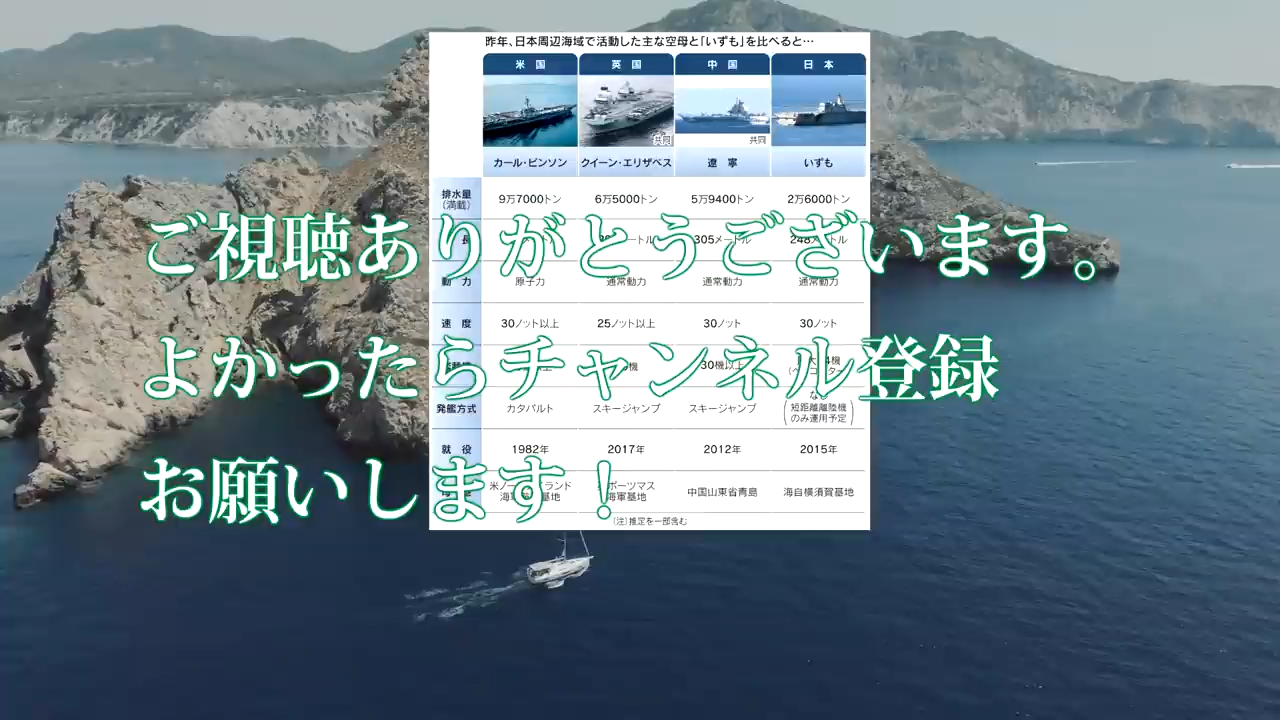 昨年、日本周辺海域で活動した主な空母と「いずも」を比べると…
米国 英国 中国 日本
共同 共同
カール・ビンソン クイーン・エリザベス 遼寧 いずも
排水量(満載) 9万7000トン 6万5000トン 5万9400トン 2万6000トン
ご視聴ありがとうございます。
長 305メートル 248メートル
動力 原子力 通常動力 通常動力 通常動力
速度 30ノット以上 25ノット以上 30ノット 30ノット
よかったらチャンネル登録
発艦方式 カタパルト スキージャンプ スキージャンプ (短距離離陸機のみ運用予定)
就役 1982年 2017年 2012年 2015年
お願いします！
中国山東省青島 海自横須賀基地
(注)推定を一部含む